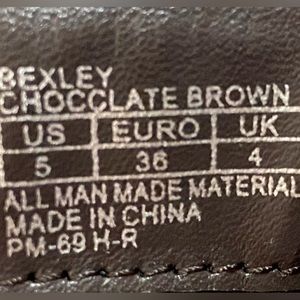 BEXLEY
CHOCCLATE BROWN
US EURO UK
5 36 4
ALL MAN MADE MATERIAL
MADE IN CHINA
PM-69 H-R